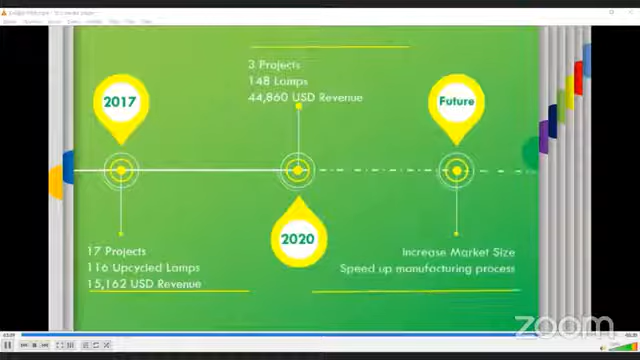 3 Projects
148 Lamps
44,860 USD Revenue
2017
Future
2020
17 Projects
116 Upcycled Lamps
15,162 USD Revenue
Increase Market Size
Speed up manufacturing process
zoom